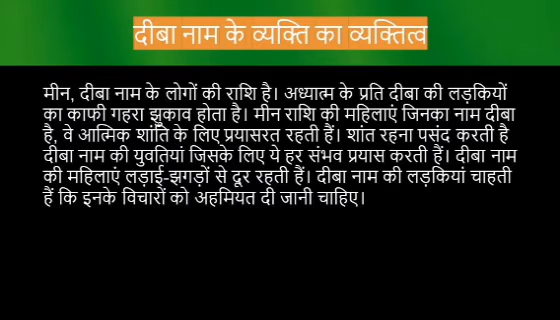 दीबा नाम के व्यक्ति का व्यक्तित्व
मीन, दीबा नाम के लोगों की राशि है। अध्यात्म के प्रति दीबा की लड़कियों
का काफी गहरा झुकाव होता है। मीन राशि की महिलाएं जिनका नाम दीबा
है, वे आत्मिक शांति के लिए प्रयासरत रहती हैं। शांत रहना पसंद करती है
दीबा नाम की युवतियां जिसके लिए ये हर संभव प्रयास करती हैं। दीबा नाम
की महिलाएं लड़ाई-झगड़ों से दूर रहती हैं। दीबा नाम की लड़कियां चाहती
हैं कि इनके विचारों को अहमियत दी जानी चाहिए।